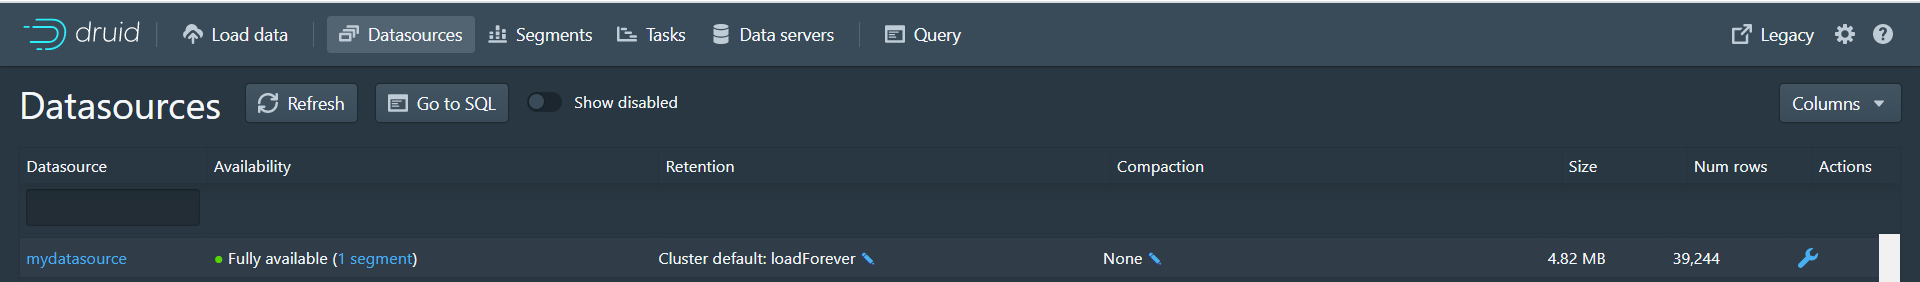 druid Load data Datasources Segments Tasks Data servers Query Legacy
Datasources Refresh Go to SQL Show disabled Columns
Datasource Availability Retention Compaction Size Num rows Actions
mydatasource Fully available (1 segment) Cluster default: loadForever None 4.82 MB 39,244